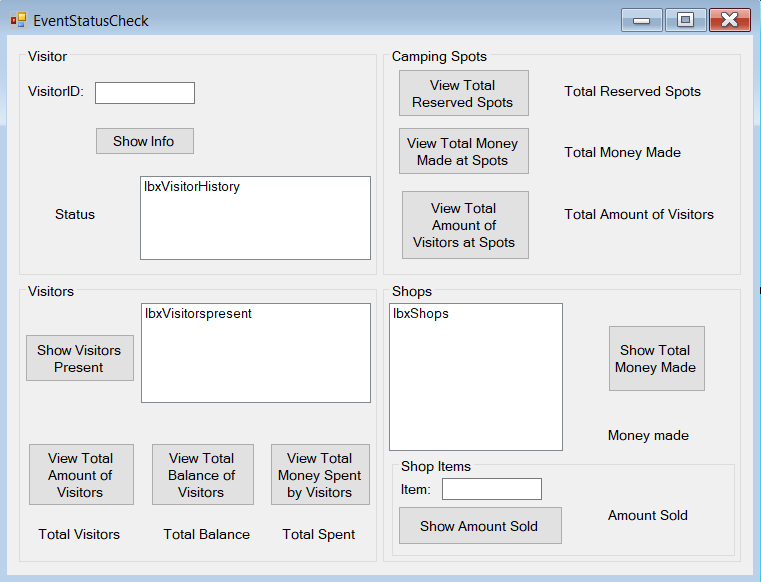 EventStatusCheck
Visitor
VisitorID:
Show Info
Status
lbxVisitorHistory
Camping Spots
View Total
Reserved Spots
Total Reserved Spots
View Total Money
Made at Spots
Total Money Made
View Total
Amount of
Visitors at Spots
Total Amount of Visitors
Visitors
lbxVisitorspresent
Show Visitors
Present
View Total
Amount of
Visitors
View Total
Balance of
Visitors
View Total
Money Spent
by Visitors
Total Visitors
Total Balance
Total Spent
Shops
lbxShops
Show Total
Money Made
Money made
Shop Items
Item:
Show Amount Sold
Amount Sold